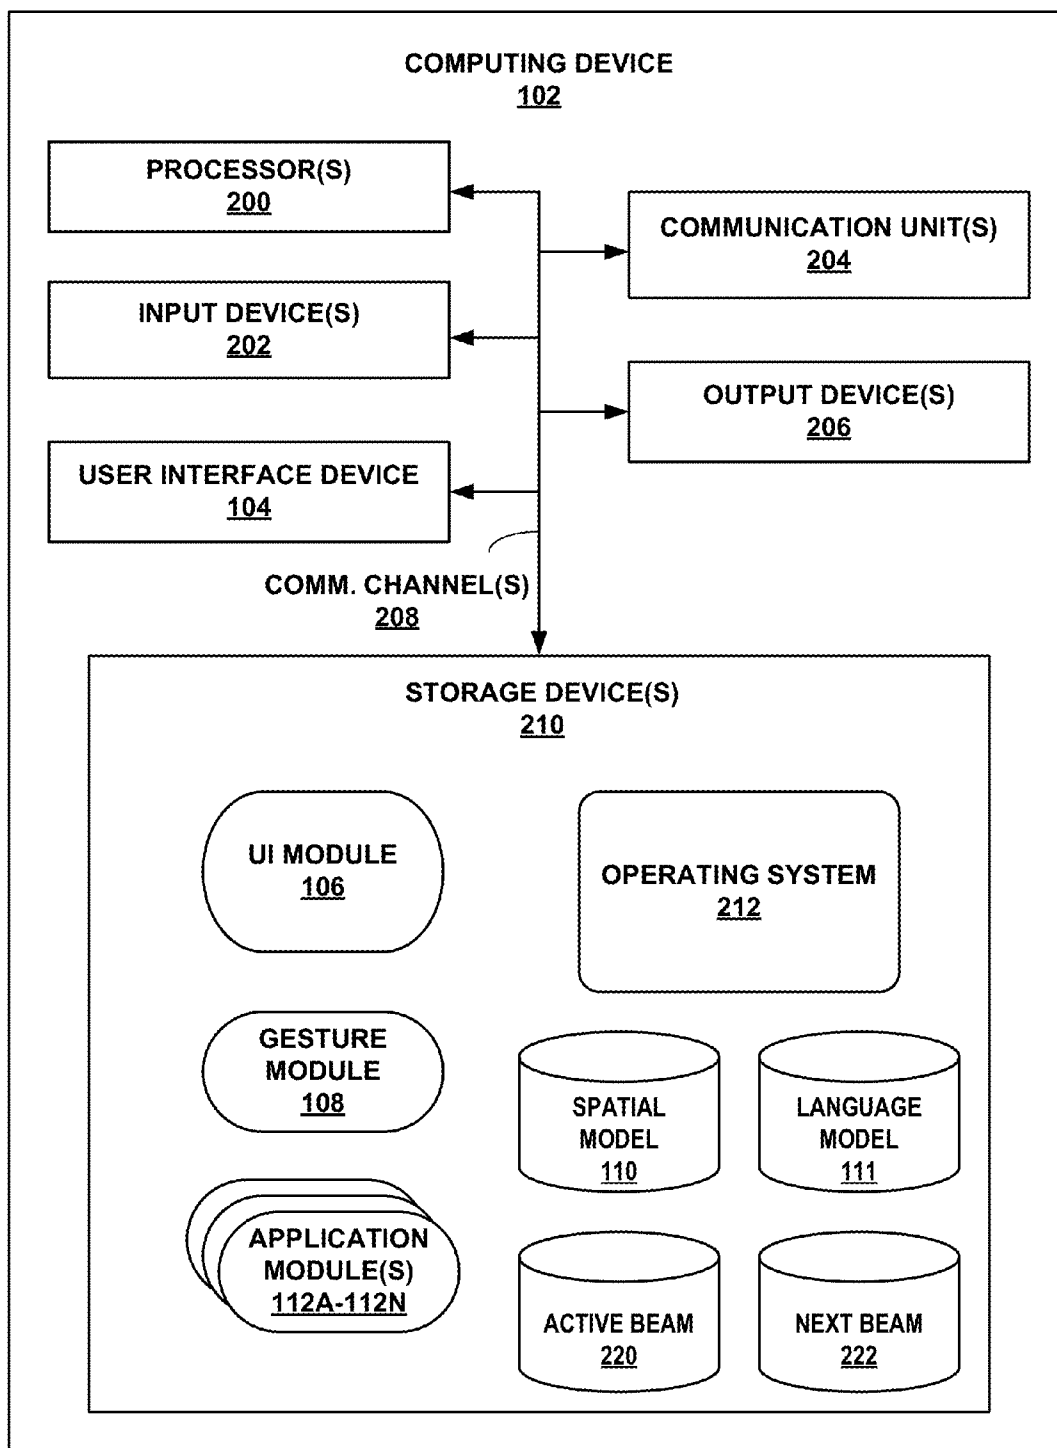 COMPUTING DEVICE
102
PROCESSOR(S)
200
COMMUNICATION UNIT(S)
204
INPUT DEVICE(S)
202
OUTPUT DEVICE(S)
206
USER INTERFACE DEVICE
104
COMM. CHANNEL(S)
208
STORAGE DEVICE(S)
210
UI MODULE
106
OPERATING SYSTEM
212
GESTURE
MODULE
108
SPATIAL
MODEL
110
LANGUAGE
MODEL
111
APPLICATION
MODULE(S)
112A-112N
ACTIVE BEAM
220
NEXT BEAM
222